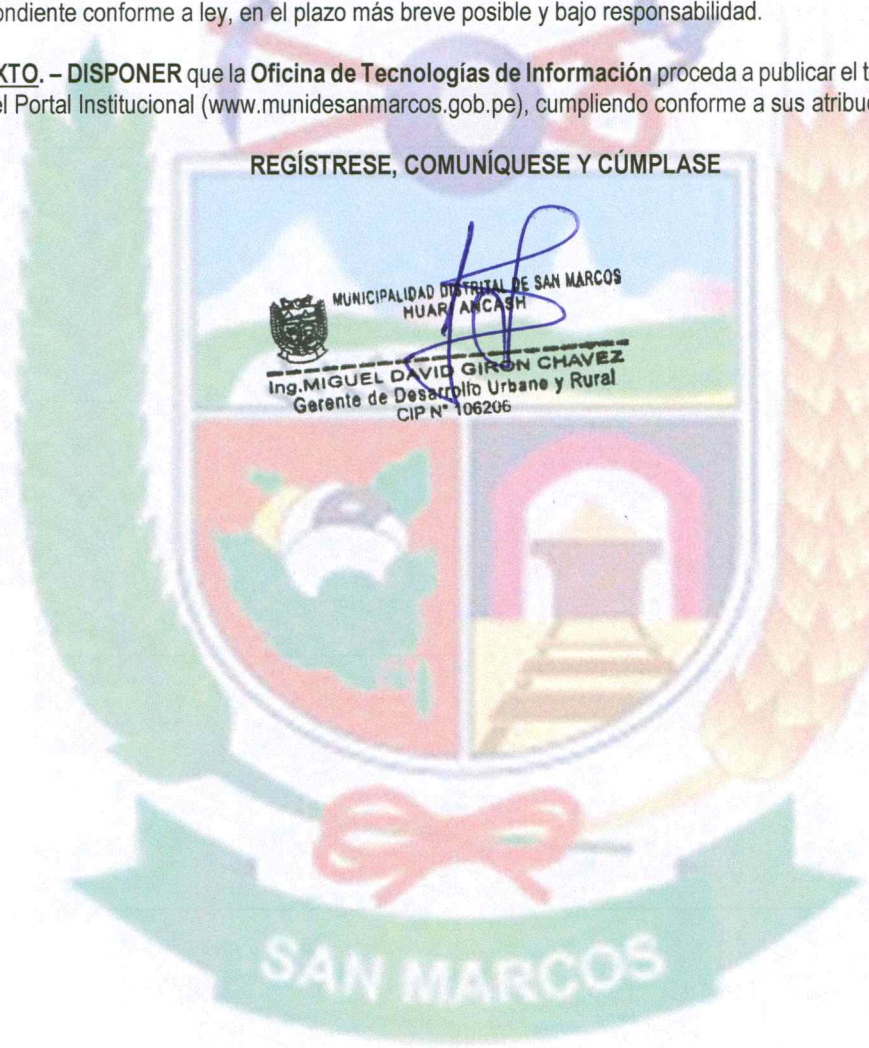 ondiente conforme a ley, en el plazo más breve posible y bajo responsabilidad.
XTO. – DISPONER que la Oficina de Tecnologías de Información proceda a publicar el t
el Portal Institucional (www.munidesanmarcos.gob.pe), cumpliendo conforme a sus atribuc
REGÍSTRESE, COMUNÍQUESE Y CÚMPLASE
MUNICIPALIDAD DISTRITAL DE SAN MARCOS
HUARI ANCASH
Ing.MIGUEL DAVID GIRON CHAVEZ
Gerente de Desarrollo Urbano y Rural
CIP N° 106206
SAN MARCOS